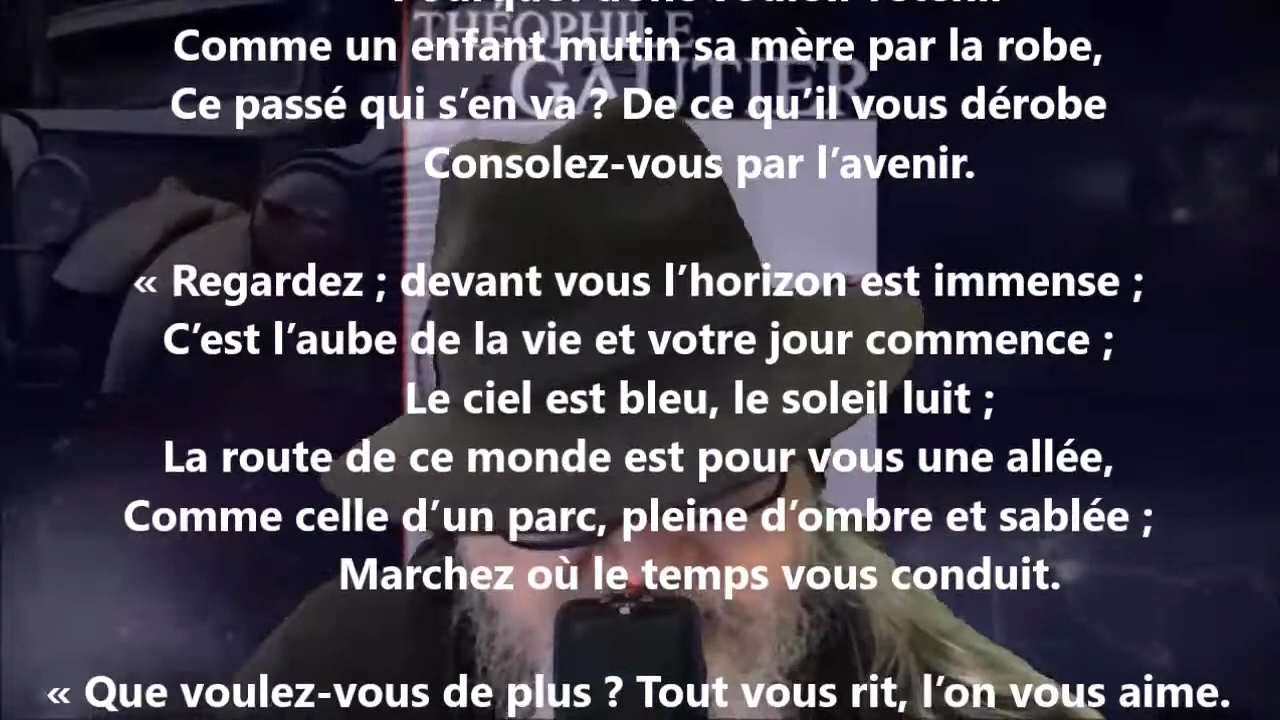 THÉOPHILE
GAUTIER
Comme un enfant mutin sa mère par la robe,
Ce passé qui s’en va ? De ce qu’il vous dérobe
Consolez-vous par l’avenir.
« Regardez ; devant vous l’horizon est immense ;
C’est l’aube de la vie et votre jour commence ;
Le ciel est bleu, le soleil luit ;
La route de ce monde est pour vous une allée,
Comme celle d’un parc, pleine d’ombre et sablée ;
Marchez où le temps vous conduit.
« Que voulez-vous de plus ? Tout vous rit, l’on vous aime.